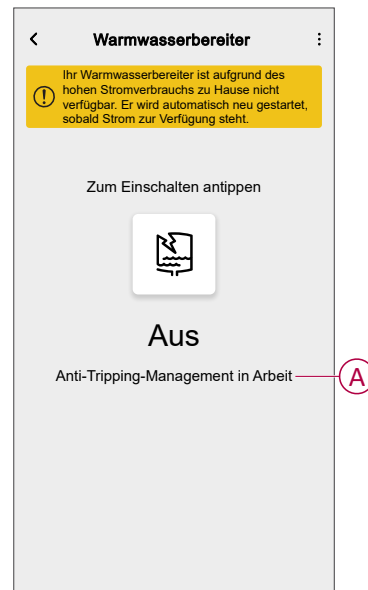 Warmwasserbereiter
Ihr Warmwasserbereiter ist aufgrund des
hohen Stromverbrauchs zu Hause nicht
verfügbar. Er wird automatisch neu gestartet,
sobald Strom zur Verfügung steht.
Zum Einschalten antippen
Aus
Anti-Tripping-Management in Arbeit
A